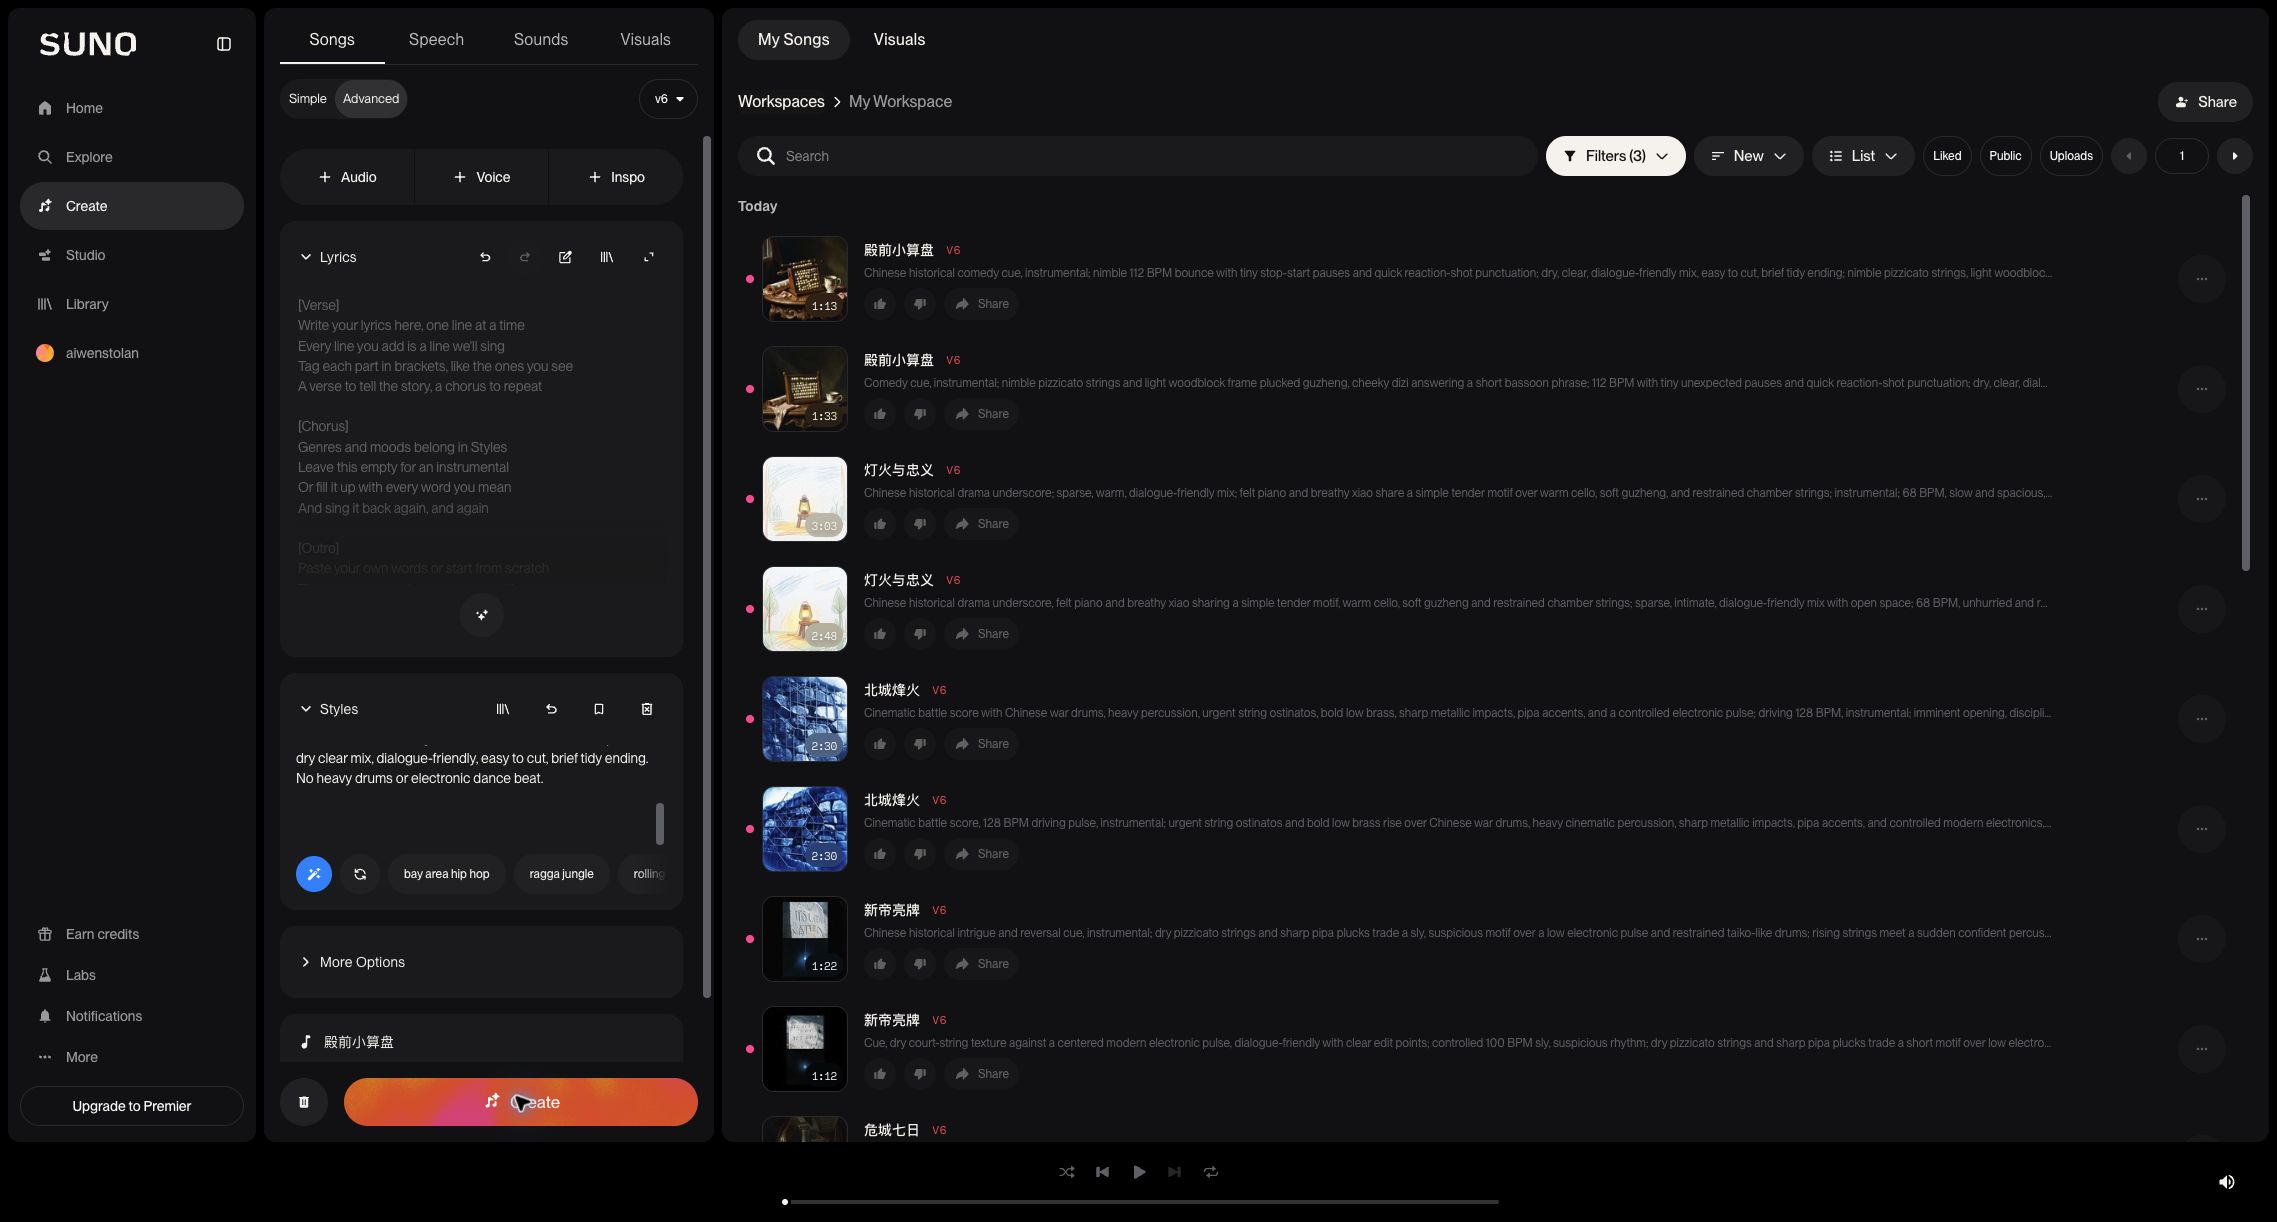 SUNO
Home
Explore
Create
Studio
Library
aiwenstolan
Earn credits
Labs
Notifications
More
Upgrade to Premier
Songs
Speech
Sounds
Visuals
Simple
Advanced
v6
Audio
Voice
Inspo
Lyrics
[Verse]
Write your lyrics here, one line at a time
Every line you add is a line we'll sing
Tag each part in brackets, like the ones you see
A verse to tell the story, a chorus to repeat
[Chorus]
Genres and moods belong in Styles
Leave this empty for an instrumental
Or fill it up with every word you mean
And sing it back again, and again
[Outro]
Paste your own words or start from scratch
Styles
dry clear mix, dialogue-friendly, easy to cut, brief tidy ending.
No heavy drums or electronic dance beat.
bay area hip hop
ragga jungle
rolling
More Options
殿前小算盘
Create
My Songs
Visuals
Workspaces
My Workspace
Share
Search
Filters (3)
New
List
Liked
Public
Uploads
1
Today
殿前小算盘 V6
Chinese historical comedy cue, instrumental; nimble 112 BPM bounce with tiny stop-start pauses and quick reaction-shot punctuation; dry, clear, dialogue-friendly mix, easy to cut, brief tidy ending; nimble pizzicato strings, light woodbloc...
1:13
Share
殿前小算盘 V6
Comedy cue, instrumental; nimble pizzicato strings and light woodblock frame plucked guzheng, cheeky dizi answering a short bassoon phrase; 112 BPM with tiny unexpected pauses and quick reaction-shot punctuation; dry, clear, dial...
1:33
Share
灯火与忠义 V6
Chinese historical drama underscore; sparse, warm, dialogue-friendly mix; felt piano and breathy xiao share a simple tender motif over warm cello, soft guzheng, and restrained chamber strings; instrumental; 68 BPM, slow and spacious,...
3:03
Share
灯火与忠义 V6
Chinese historical drama underscore, felt piano and breathy xiao sharing a simple tender motif, warm cello, soft guzheng and restrained chamber strings; sparse, intimate, dialogue-friendly mix with open space; 68 BPM, unhurried and r...
2:48
Share
北城烽火 V6
Cinematic battle score with Chinese war drums, heavy percussion, urgent string ostinatos, bold low brass, sharp metallic impacts, pipa accents, and a controlled electronic pulse; driving 128 BPM, instrumental; imminent opening, discipli...
2:30
Share
北城烽火 V6
Cinematic battle score, 128 BPM driving pulse, instrumental; urgent string ostinatos and bold low brass rise over Chinese war drums, heavy cinematic percussion, sharp metallic impacts, pipa accents, and controlled modern electronics,...
2:30
Share
新帝亮牌 V6
Chinese historical intrigue and reversal cue, instrumental; dry pizzicato strings and sharp pipa plucks trade a sly, suspicious motif over a low electronic pulse and restrained taiko-like drums; rising strings meet a sudden confident percus...
1:22
Share
新帝亮牌 V6
Cue, dry court-string texture against a centered modern electronic pulse, dialogue-friendly with clear edit points; controlled 100 BPM sly, suspicious rhythm; dry pizzicato strings and sharp pipa plucks trade a short motif over low electro...
1:12
Share
危城七日 V6